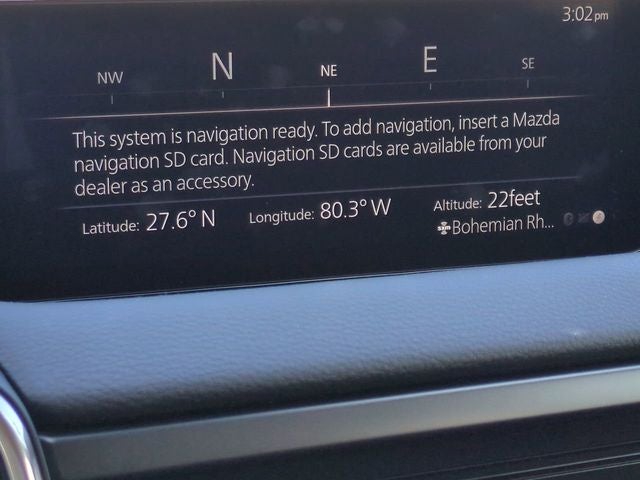 3:02pm
NW N NE E SE
This system is navigation ready. To add navigation, insert a Mazda
navigation SD card. Navigation SD cards are available from your
dealer as an accessory.
Latitude: 27.6° N Longitude: 80.3° W Altitude: 22feet
sxm Bohemian Rh...